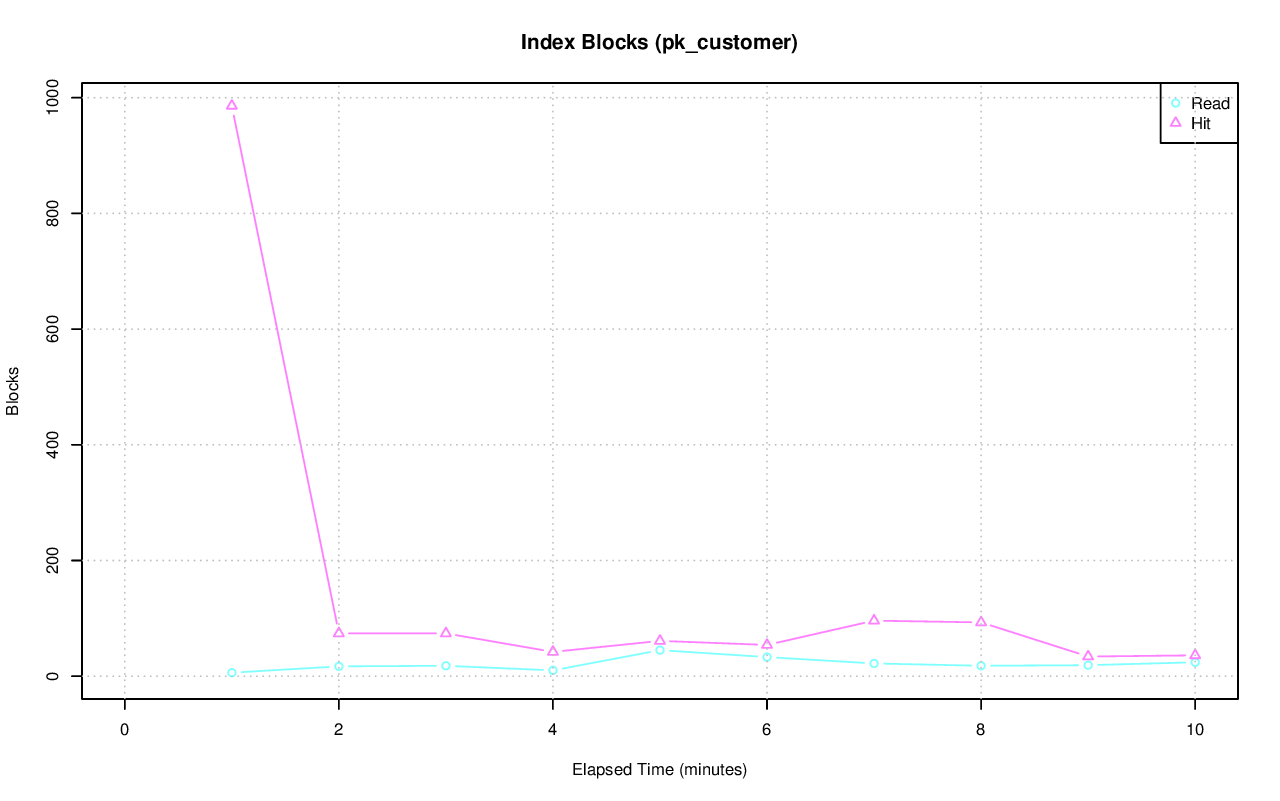 Index Blocks (pk_customer)
Read
Hit
1000
800
600
400
200
0
Blocks
0 2 4 6 8 10
Elapsed Time (minutes)